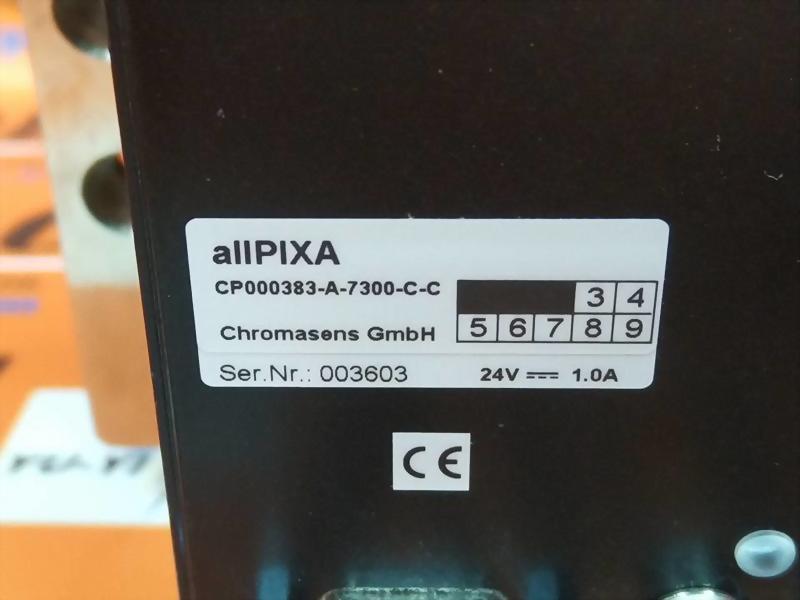 allPIXA
CP000383-A-7300-C-C
3 4
Chromasens GmbH
5 6 7 8 9
Ser.Nr.: 003603
24V ⎓ 1.0A
CE